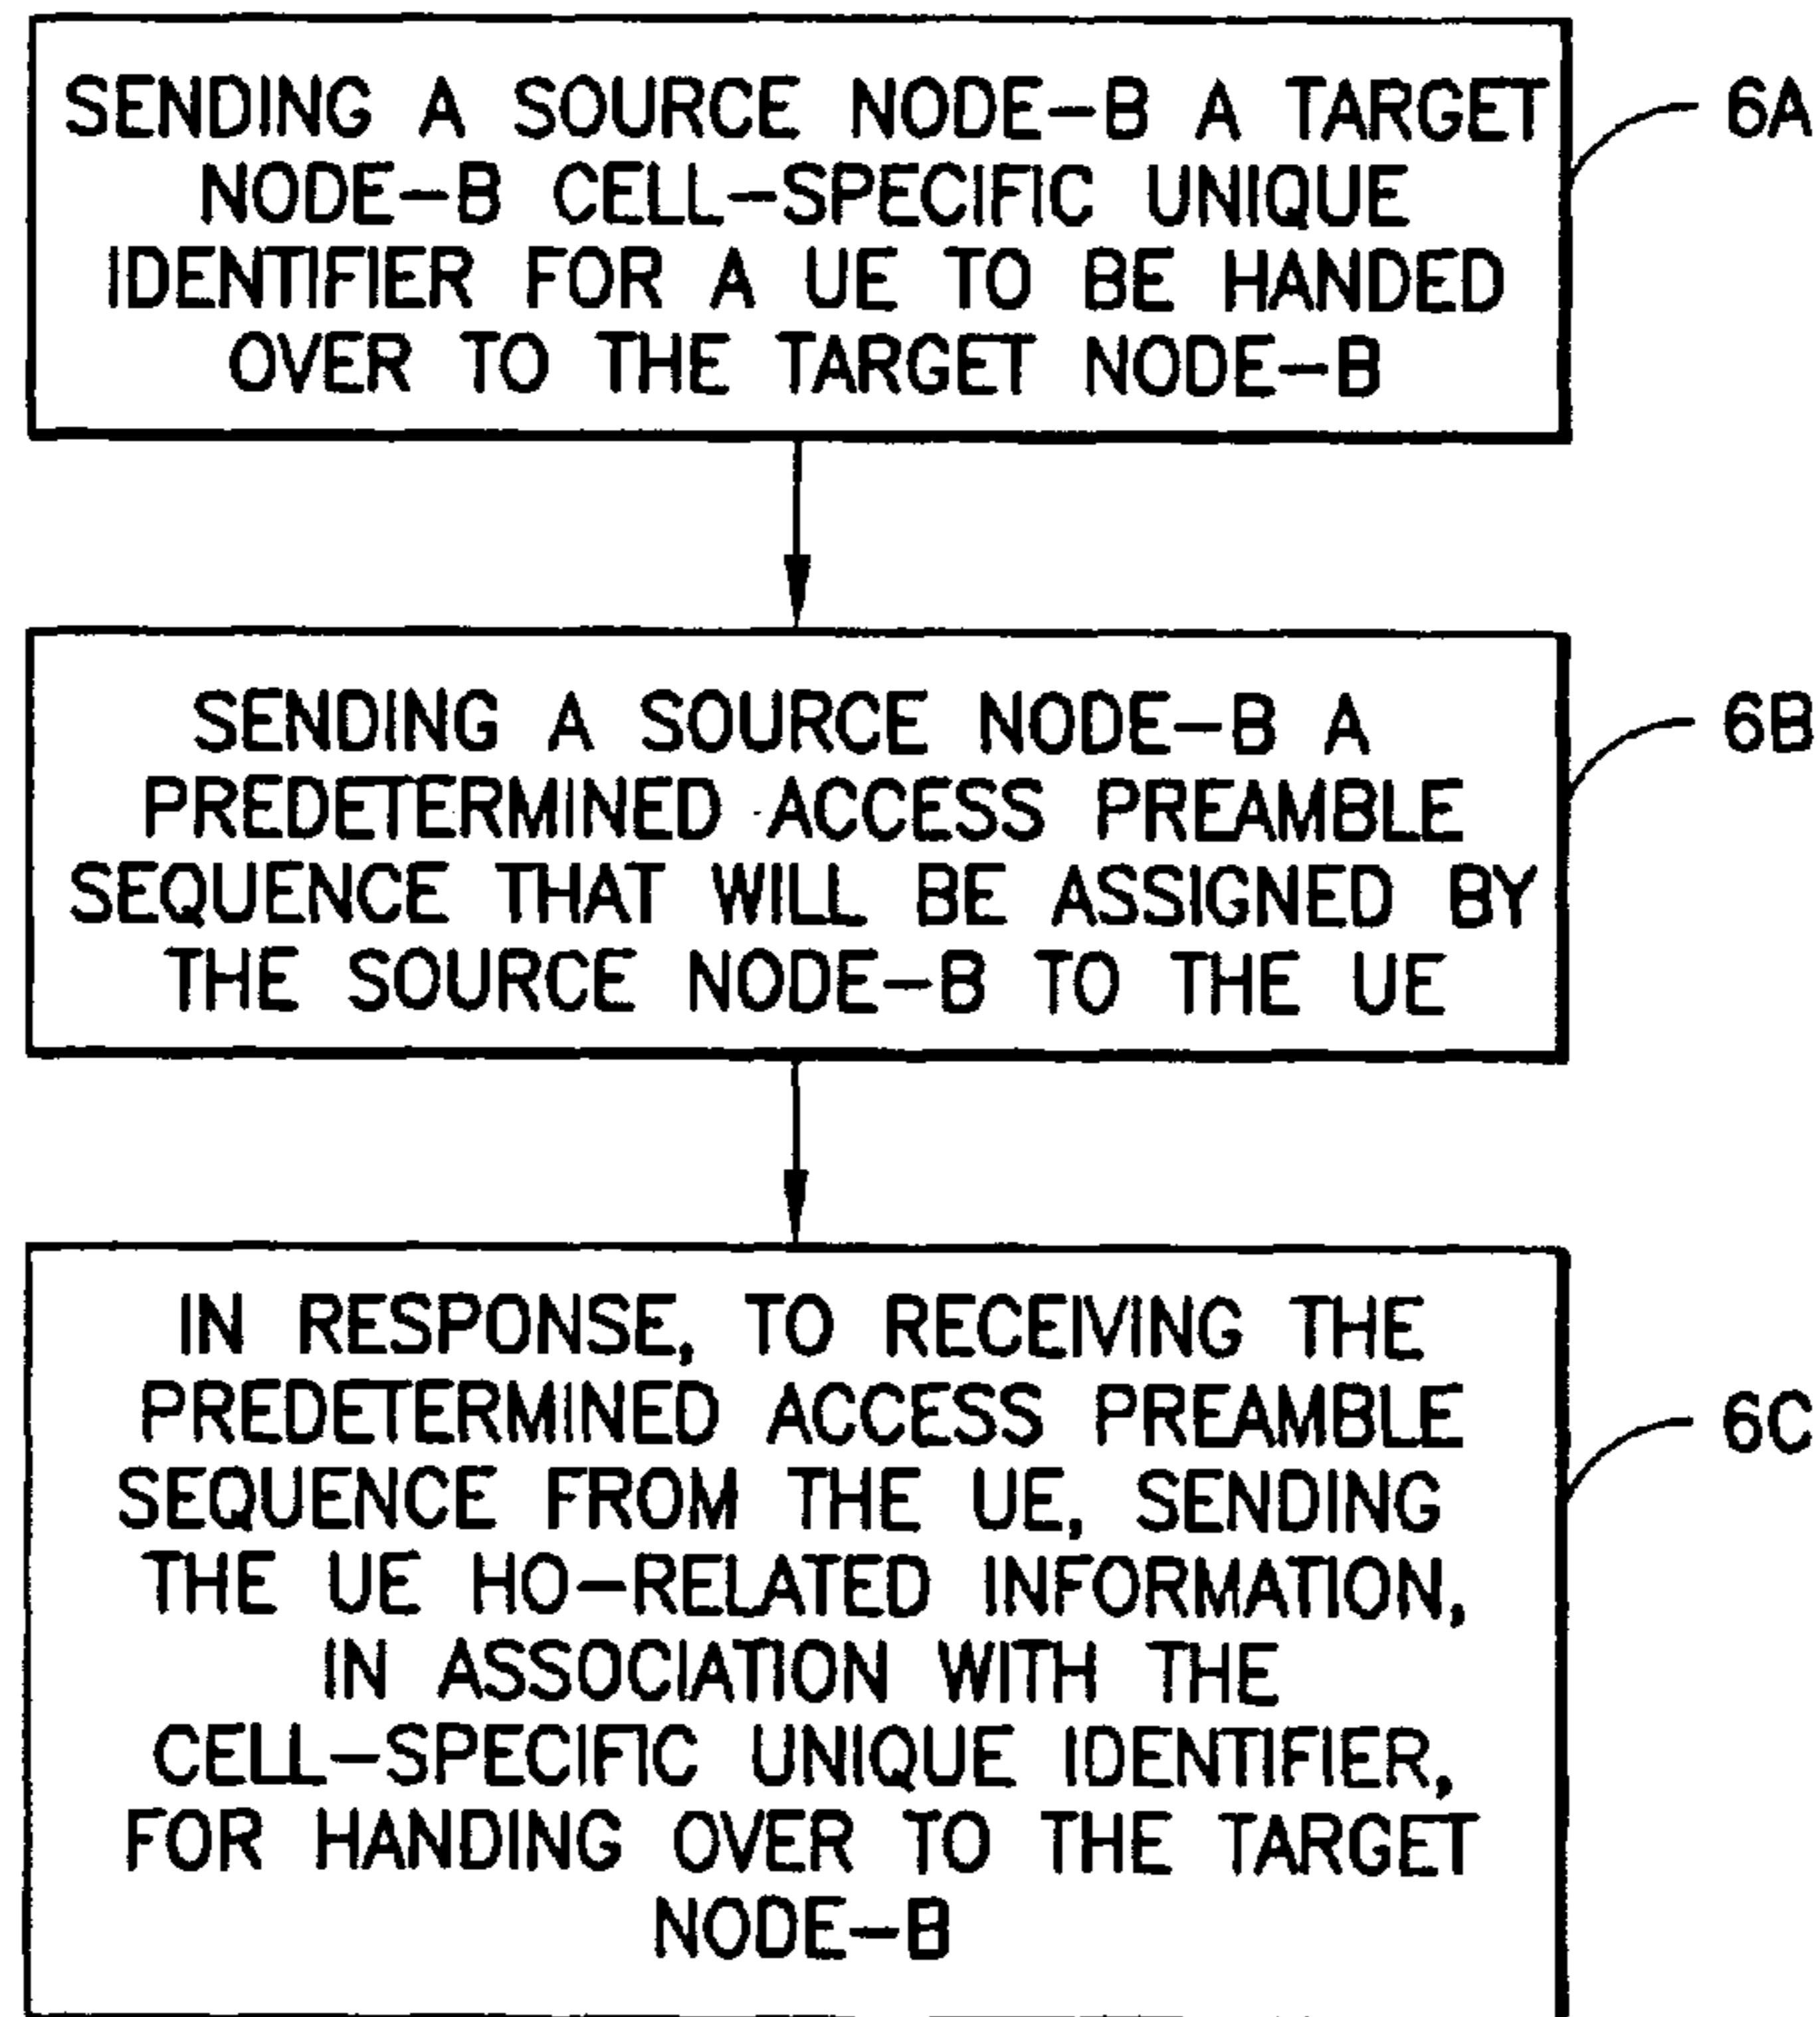 SENDING A SOURCE NODE-B A TARGET
NODE-B CELL-SPECIFIC UNIQUE
IDENTIFIER FOR A UE TO BE HANDED
OVER TO THE TARGET NODE-B
6A
SENDING A SOURCE NODE-B A
PREDETERMINED ACCESS PREAMBLE
SEQUENCE THAT WILL BE ASSIGNED BY
THE SOURCE NODE-B TO THE UE
6B
IN RESPONSE, TO RECEIVING THE
PREDETERMINED ACCESS PREAMBLE
SEQUENCE FROM THE UE, SENDING
THE UE HO-RELATED INFORMATION,
IN ASSOCIATION WITH THE
CELL-SPECIFIC UNIQUE IDENTIFIER,
FOR HANDING OVER TO THE TARGET
NODE-B
6C